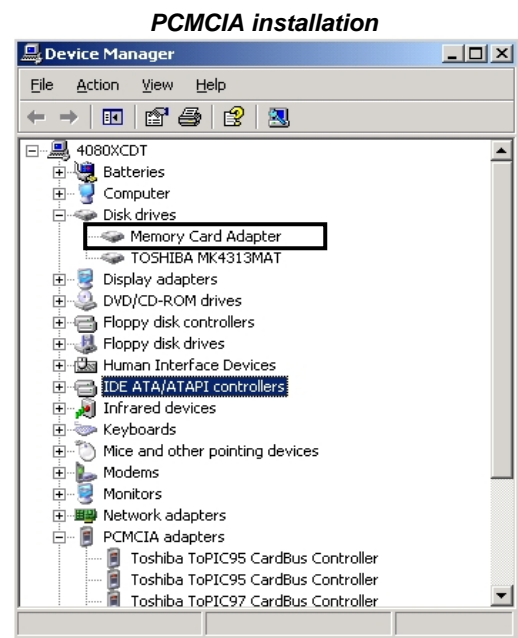 PCMCIA installation
Device Manager
File Action View Help
4080XCDT
Batteries
Computer
Disk drives
Memory Card Adapter
TOSHIBA MK4313MAT
Display adapters
DVD/CD-ROM drives
Floppy disk controllers
Floppy disk drives
Human Interface Devices
IDE ATA/ATAPI controllers
Infrared devices
Keyboards
Mice and other pointing devices
Modems
Monitors
Network adapters
PCMCIA adapters
Toshiba ToPIC95 CardBus Controller
Toshiba ToPIC95 CardBus Controller
Toshiba ToPIC97 CardBus Controller